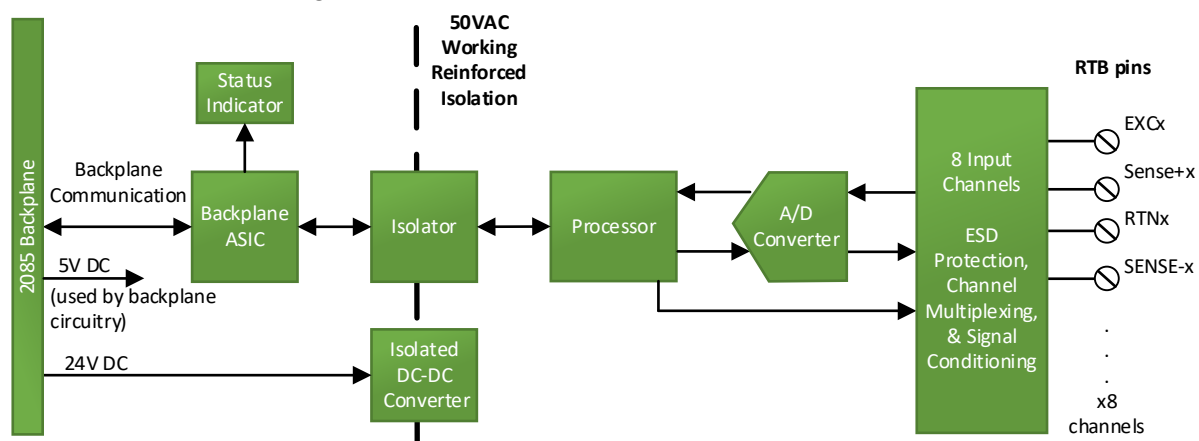 50VAC
Working
Reinforced
Isolation
RTB pins
Status
Indicator
EXCx
2085 Backplane
Backplane
Communication
8 Input
Channels
Sense+x
Backplane
ASIC
Isolator
Processor
A/D
Converter
RTNx
ESD
Protection,
Channel
Multiplexing,
& Signal
Conditioning
SENSE-x
5V DC
(used by backplane
circuitry)
24V DC
Isolated
DC-DC
Converter
.
.
.
x8
channels